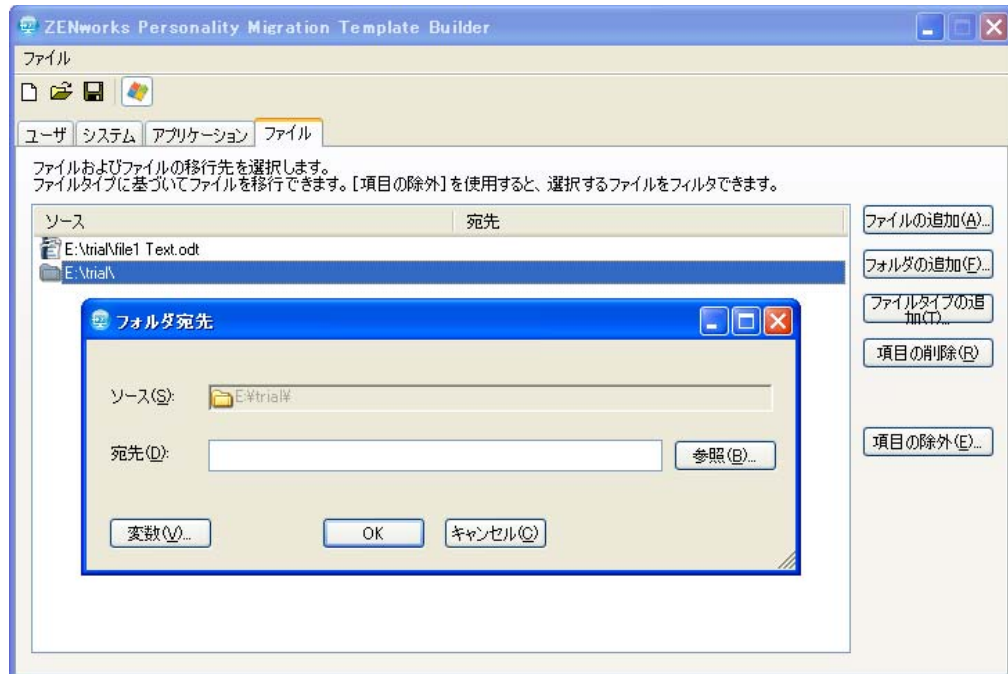 ZENworks Personality Migration Template Builder
ファイル
ユーザ システム アプリケーション ファイル
ファイルおよびファイルの移行先を選択します。
ファイルタイプに基づいてファイルを移行できます。[項目の除外]を使用すると、選択するファイルをフィルタできます。
ソース 宛先
E:\trial\file1 Text.odt
E:\trial\
ファイルの追加(A)...
フォルダの追加(F)...
ファイルタイプの追
加(T)...
項目の削除(R)
項目の除外(E)...
フォルダ宛先
ソース(S): E:¥trial¥
宛先(D): 参照(B)...
変数(V)... OK キャンセル(C)